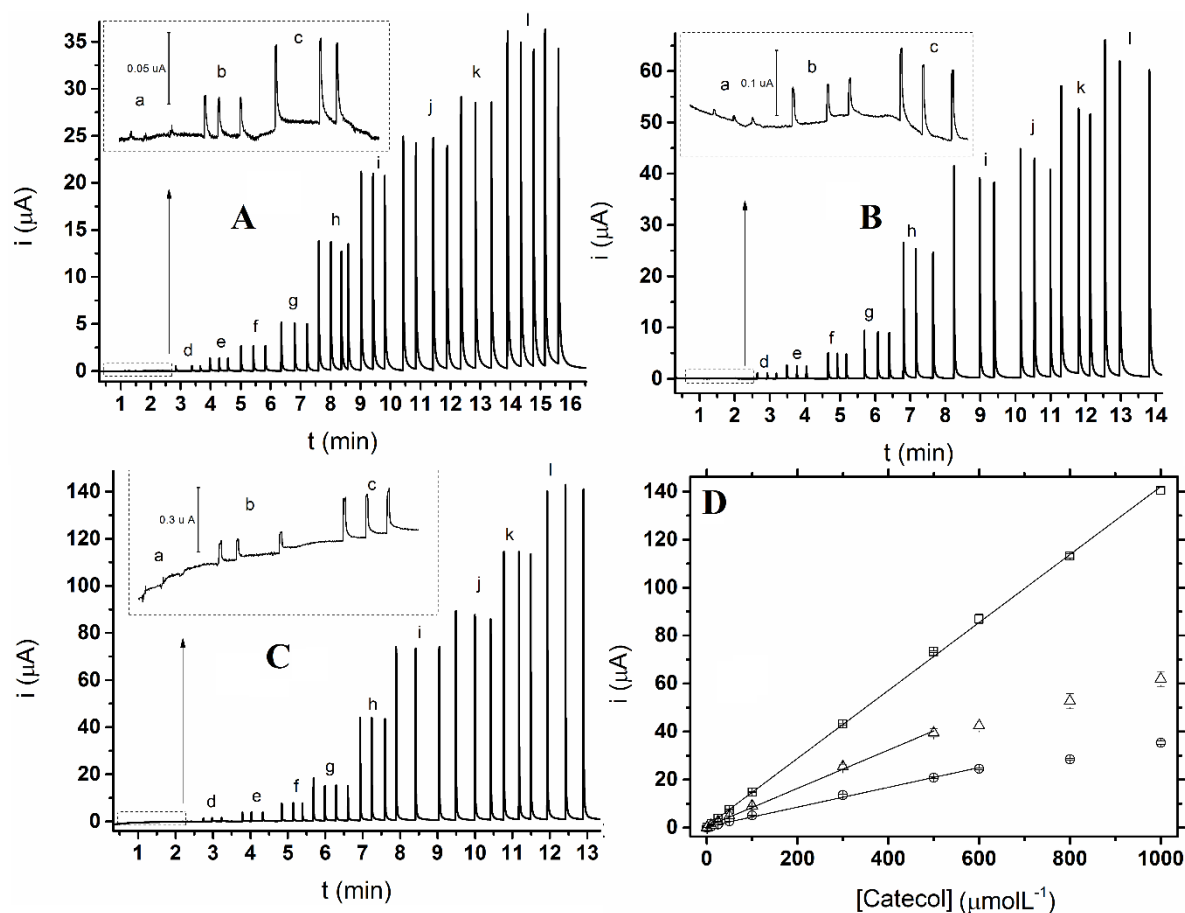 A
35
30
25
20
15
10
5
0
i (µA)
0.05 uA
a
b
c
d
e
f
g
h
i
j
k
l
1 2 3 4 5 6 7 8 9 10 11 12 13 14 15 16
t (min)
B
60
50
40
30
20
10
0
i (µA)
0.1 uA
a
b
c
d
e
f
g
h
i
j
k
l
1 2 3 4 5 6 7 8 9 10 11 12 13 14
t (min)
C
140
120
100
80
60
40
20
0
i (µA)
0.3 u A
a
b
c
d
e
f
g
h
i
j
k
l
1 2 3 4 5 6 7 8 9 10 11 12 13
t (min)
D
140
120
100
80
60
40
20
0
i (µA)
0 200 400 600 800 1000
[Catecol] (µmolL⁻¹)